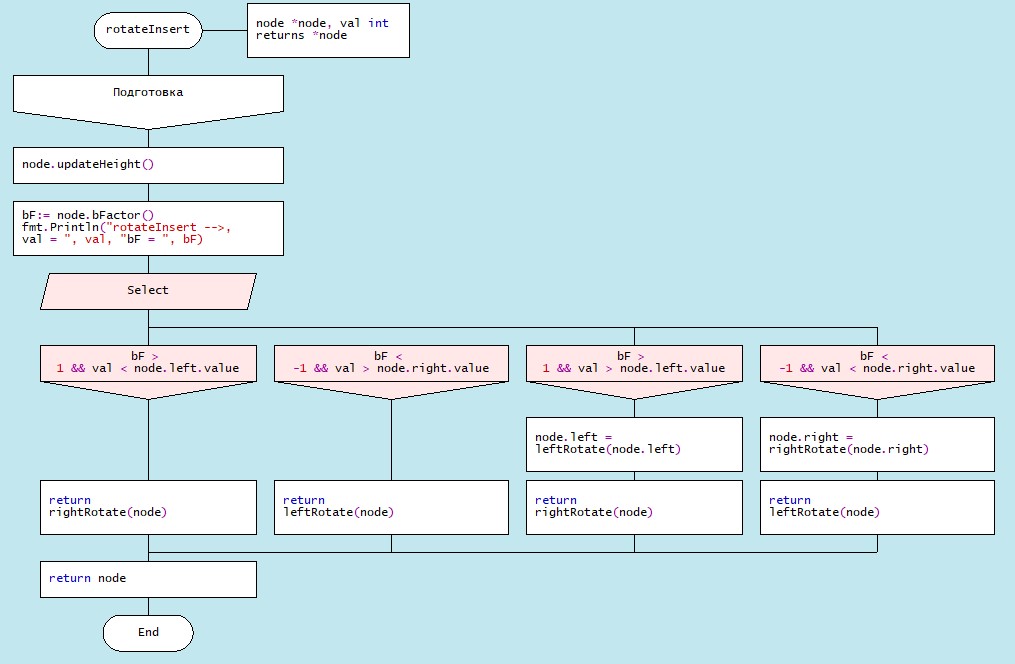 rotateInsert
node *node, val int
returns *node
Подготовка
node.updateHeight()
bF:= node.bFactor()
fmt.Println("rotateInsert -->,
val = ", val, "bF = ", bF)
Select
bF >
1 && val < node.left.value
bF <
-1 && val > node.right.value
bF >
1 && val > node.left.value
bF <
-1 && val < node.right.value
node.left =
leftRotate(node.left)
node.right =
rightRotate(node.right)
return
rightRotate(node)
return
leftRotate(node)
return
rightRotate(node)
return
leftRotate(node)
return node
End